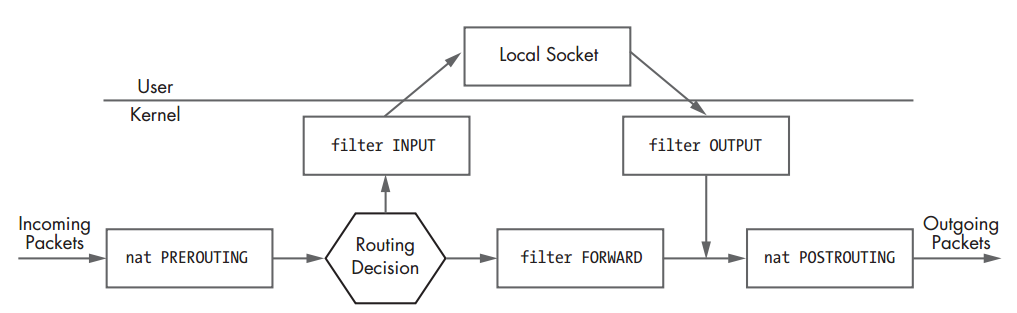 Local Socket
User
Kernel
filter INPUT
filter OUTPUT
Incoming
Packets
nat PREROUTING
Routing
Decision
filter FORWARD
nat POSTROUTING
Outgoing
Packets